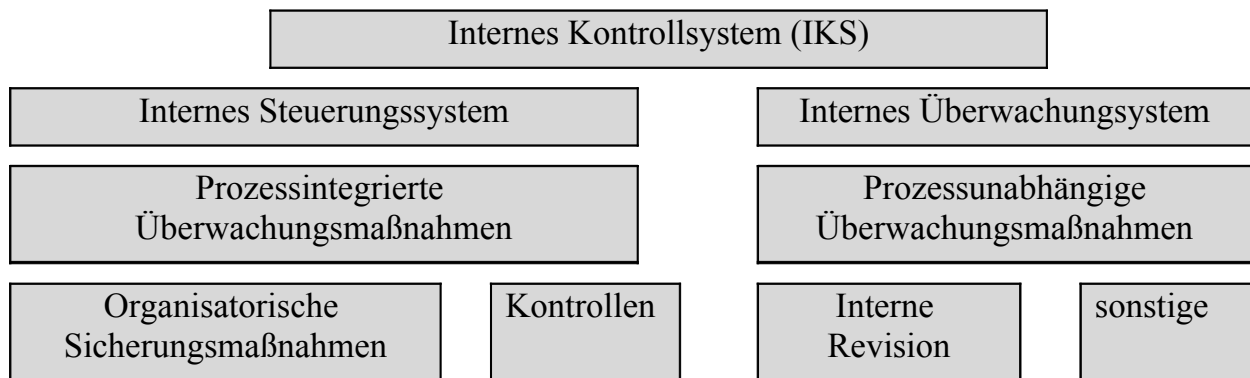 Internes Kontrollsystem (IKS)
Internes Steuerungssystem
Internes Überwachungsystem
Prozessintegrierte
Überwachungsmaßnahmen
Prozessunabhängige
Überwachungsmaßnahmen
Organisatorische
Sicherungsmaßnahmen
Kontrollen
Interne
Revision
sonstige